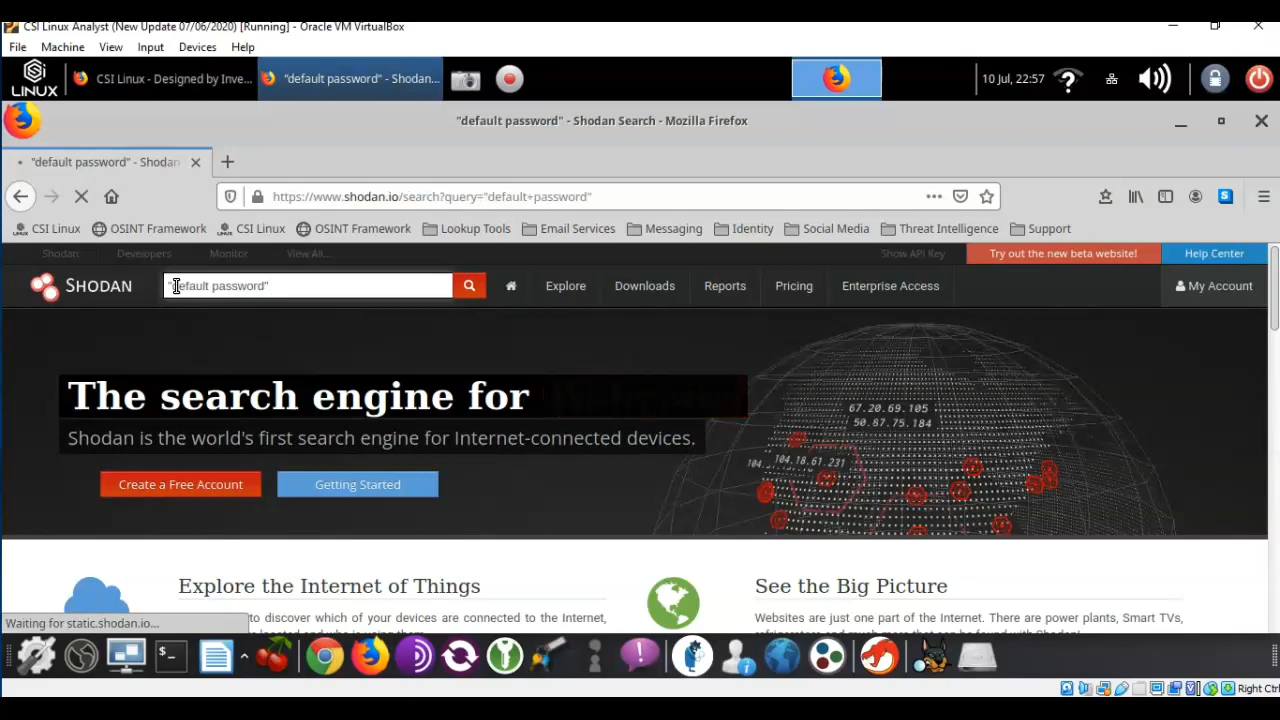 CSI Linux Analyst (New Update 07/06/2020) [Running] - Oracle VM VirtualBox
File Machine View Input Devices Help
CSI LINUX
CSI Linux - Designed by Inve...
"default password" - Shodan...
10 Jul, 22:57
"default password" - Shodan Search - Mozilla Firefox
"default password" - Shodan
https://www.shodan.io/search?query="default+password"
CSI Linux OSINT Framework CSI Linux OSINT Framework Lookup Tools Email Services Messaging Identity Social Media Threat Intelligence Support
Shodan Developers Monitor View All... Show API Key Try out the new beta website! Help Center
SHODAN "default password" Explore Downloads Reports Pricing Enterprise Access My Account
The search engine for
Shodan is the world's first search engine for Internet-connected devices.
67.20.69.105
50.87.75.184
104.18.61.231
104.
Create a Free Account Getting Started
Explore the Internet of Things
See the Big Picture
to discover which of your devices are connected to the Internet,
Websites are just one part of the Internet. There are power plants, Smart TVs,
Waiting for static.shodan.io...
Right Ctrl